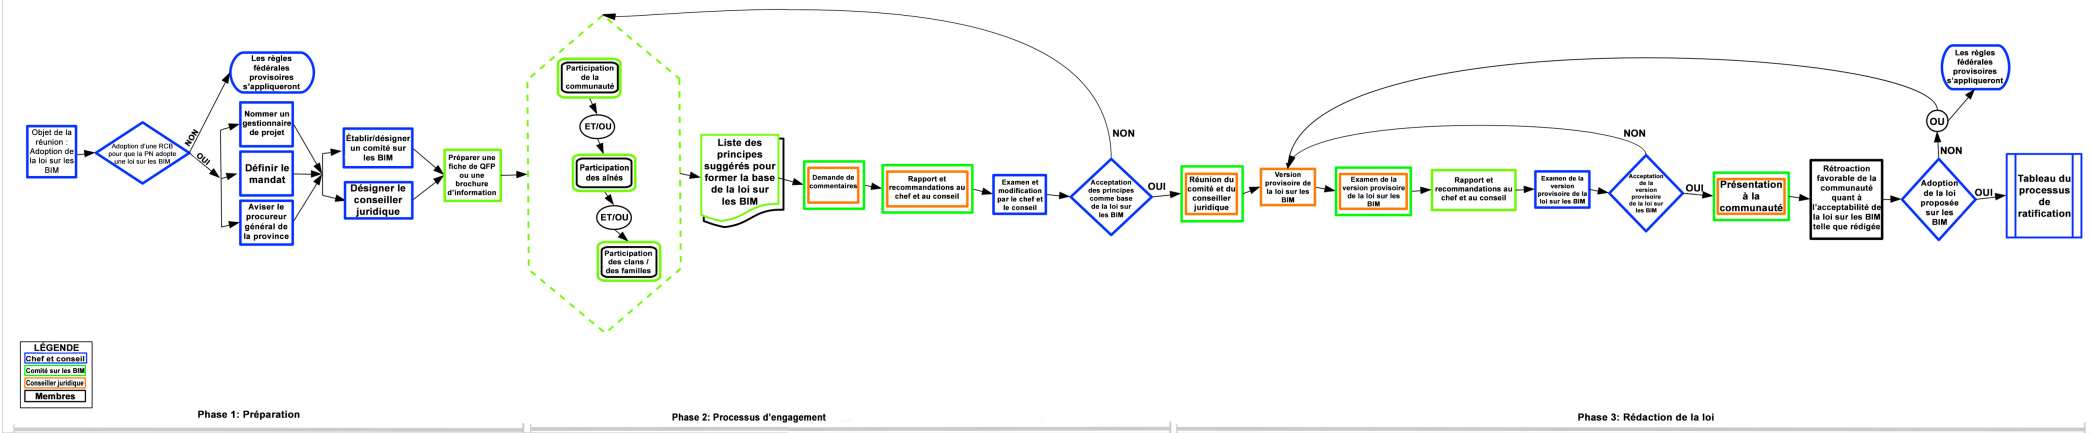 Objet de la
réunion :
Adoption de
la loi sur les
BIM
Adoption d'une RCB
pour que la PN adopte
une loi sur les BIM
NON
OUI
Les règles
fédérales
provisoires
s'appliqueront
Nommer un
gestionnaire
de projet
Définir le
mandat
Aviser le
procureur
général de
la province
Établir/désigner
un comité sur
les BIM
Désigner le
conseiller
juridique
Préparer une
fiche de QFP
ou une
brochure
d'information
Participation
de la
communauté
ET/OU
Participation
des aînés
ET/OU
Participation
des clans /
des familles
Liste des
principes
suggérés pour
former la base
de la loi sur
les BIM
Demande de
commentaires
Rapport et
recommandations au
chef et au conseil
Examen et
modification
par le chef et
le conseil
Acceptation
des principes
comme base
de la loi sur
les BIM
NON
OUI
Réunion du
comité et du
conseiller
juridique
Version
provisoire de
la loi sur les
BIM
Examen de la
version provisoire
de la loi sur les
BIM
Rapport et
recommandations au
chef et au conseil
Examen de la
version
provisoire de la
loi sur les BIM
Acceptation
de la
version
provisoire
de la loi sur
les BIM
NON
OUI
Présentation
à la
communauté
Rétroaction
favorable de la
communauté
quant à
l'acceptabilité de
la loi sur les BIM
telle que rédigée
Adoption
de la loi
proposée
sur les
BIM
NON
OU
OUI
Les règles
fédérales
provisoires
s'appliqueront
Tableau du
processus
de
ratification
LÉGENDE
Chef et conseil
Comité sur les BIM
Conseiller juridique
Membres
Phase 1: Préparation
Phase 2: Processus d'engagement
Phase 3: Rédaction de la loi